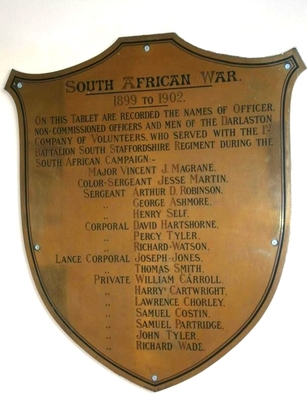 SOUTH AFRICAN WAR.
1899 TO 1902.
ON THIS TABLET ARE RECORDED THE NAMES OF OFFICER,
NON-COMMISSIONED OFFICERS AND MEN OF THE DARLASTON
COMPANY OF VOLUNTEERS, WHO SERVED WITH THE 1ST
BATTALION SOUTH STAFFORDSHIRE REGIMENT DURING THE
SOUTH AFRICAN CAMPAIGN:-
MAJOR VINCENT J. MAGRANE.
COLOR-SERGEANT JESSE MARTIN.
SERGEANT ARTHUR D. ROBINSON.
,, GEORGE ASHMORE.
,, HENRY SELF.
CORPORAL DAVID HARTSHORNE.
,, PERCY TYLER.
,, RICHARD-WATSON.
LANCE CORPORAL JOSEPH-JONES.
,, THOMAS SMITH.
PRIVATE WILLIAM CARROLL.
,, HARRY CARTWRIGHT.
,, LAWRENCE CHORLEY.
,, SAMUEL COSTIN.
,, SAMUEL PARTRIDGE.
,, JOHN TYLER.
,, RICHARD WADE.